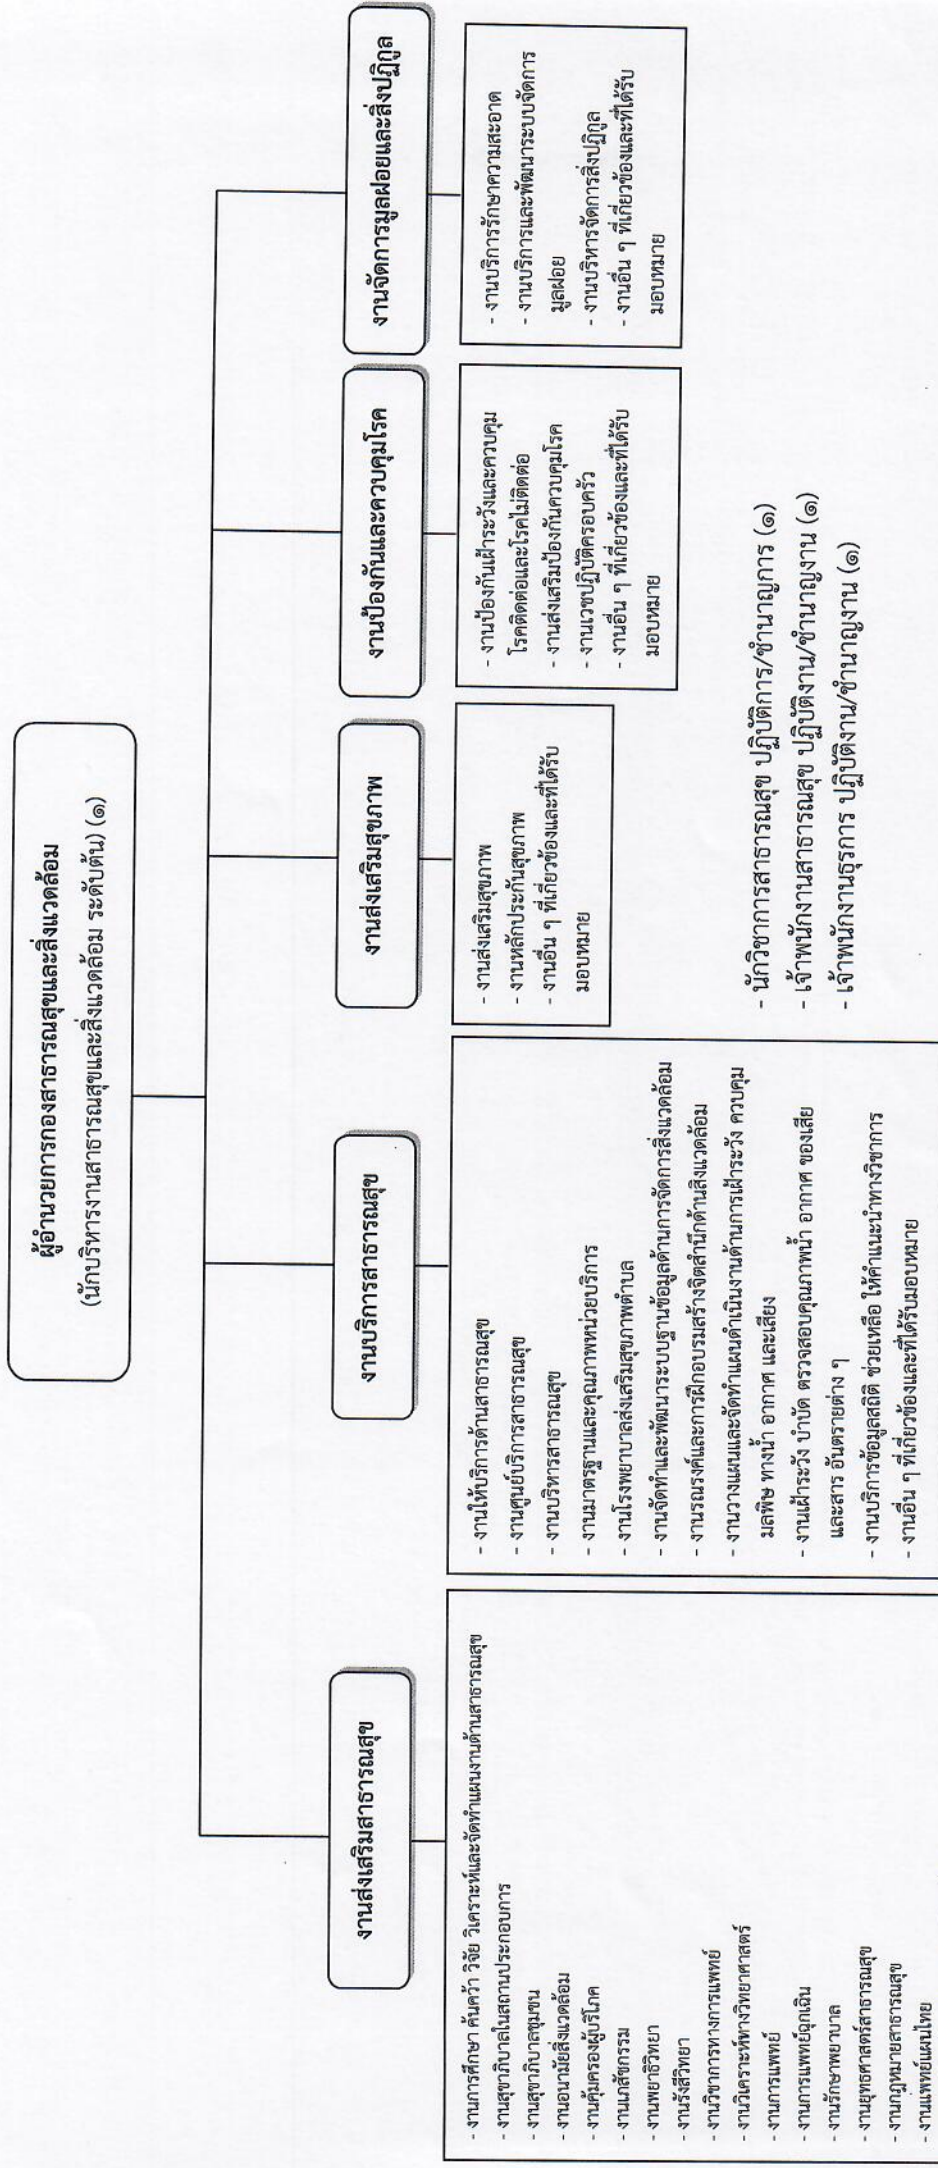 ผู้อำนวยการกองสาธารณสุขและสิ่งแวดล้อม
(นักบริหารงานสาธารณสุขและสิ่งแวดล้อม ระดับต้น) (๑)
งานส่งเสริมสาธารณสุข
- งานการศึกษา ค้นคว้า วิจัย วิเคราะห์และจัดทำแผนงานด้านสาธารณสุข
- งานสุขาภิบาลในสถานประกอบการ
- งานสุขาภิบาลชุมชน
- งานอนามัยสิ่งแวดล้อม
- งานคุ้มครองผู้บริโภค
- งานเภสัชกรรม
- งานพยาธิวิทยา
- งานรังสีวิทยา
- งานวิชาการทางการแพทย์
- งานวิเคราะห์ทางวิทยาศาสตร์
- งานการแพทย์
- งานการแพทย์ฉุกเฉิน
- งานรักษาพยาบาล
- งานยุทธศาสตร์สาธารณสุข
- งานกฎหมายสาธารณสุข
- งานแพทย์แผนไทย
งานบริการสาธารณสุข
- งานให้บริการด้านสาธารณสุข
- งานศูนย์บริการสาธารณสุข
- งานบริหารสาธารณสุข
- งานมาตรฐานและคุณภาพหน่วยบริการ
- งานโรงพยาบาลส่งเสริมสุขภาพตำบล
- งานจัดทำและพัฒนาระบบฐานข้อมูลด้านการจัดการสิ่งแวดล้อม
- งานรณรงค์และการฝึกอบรมสร้างจิตสำนึกด้านสิ่งแวดล้อม
- งานวางแผนและจัดทำแผนดำเนินงานด้านการเฝ้าระวัง ควบคุม
มลพิษ ทางน้ำ อากาศ และเสียง
- งานเฝ้าระวัง บำบัด ตรวจสอบคุณภาพน้ำ อากาศ ของเสีย
และสาร อันตรายต่าง ๆ
- งานบริการข้อมูลสถิติ ช่วยเหลือ ให้คำแนะนำทางวิชาการ
- งานอื่น ๆ ที่เกี่ยวข้องและที่ได้รับมอบหมาย
งานส่งเสริมสุขภาพ
- งานส่งเสริมสุขภาพ
- งานหลักประกันสุขภาพ
- งานอื่น ๆ ที่เกี่ยวข้องและที่ได้รับ
มอบหมาย
งานป้องกันและควบคุมโรค
- งานป้องกันเฝ้าระวังและควบคุม
โรคติดต่อและโรคไม่ติดต่อ
- งานส่งเสริมป้องกันควบคุมโรค
- งานเวชปฏิบัติครอบครัว
- งานอื่น ๆ ที่เกี่ยวข้องและที่ได้รับ
มอบหมาย
งานจัดการมูลฝอยและสิ่งปฏิกูล
- งานบริการรักษาความสะอาด
- งานบริการและพัฒนาระบบจัดการ
มูลฝอย
- งานบริหารจัดการสิ่งปฏิกูล
- งานอื่น ๆ ที่เกี่ยวข้องและที่ได้รับ
มอบหมาย
- นักวิชาการสาธารณสุข ปฏิบัติการ/ชำนาญการ (๑)
- เจ้าพนักงานสาธารณสุข ปฏิบัติงาน/ชำนาญงาน (๑)
- เจ้าพนักงานธุรการ ปฏิบัติงาน/ชำนาญงาน (๑)